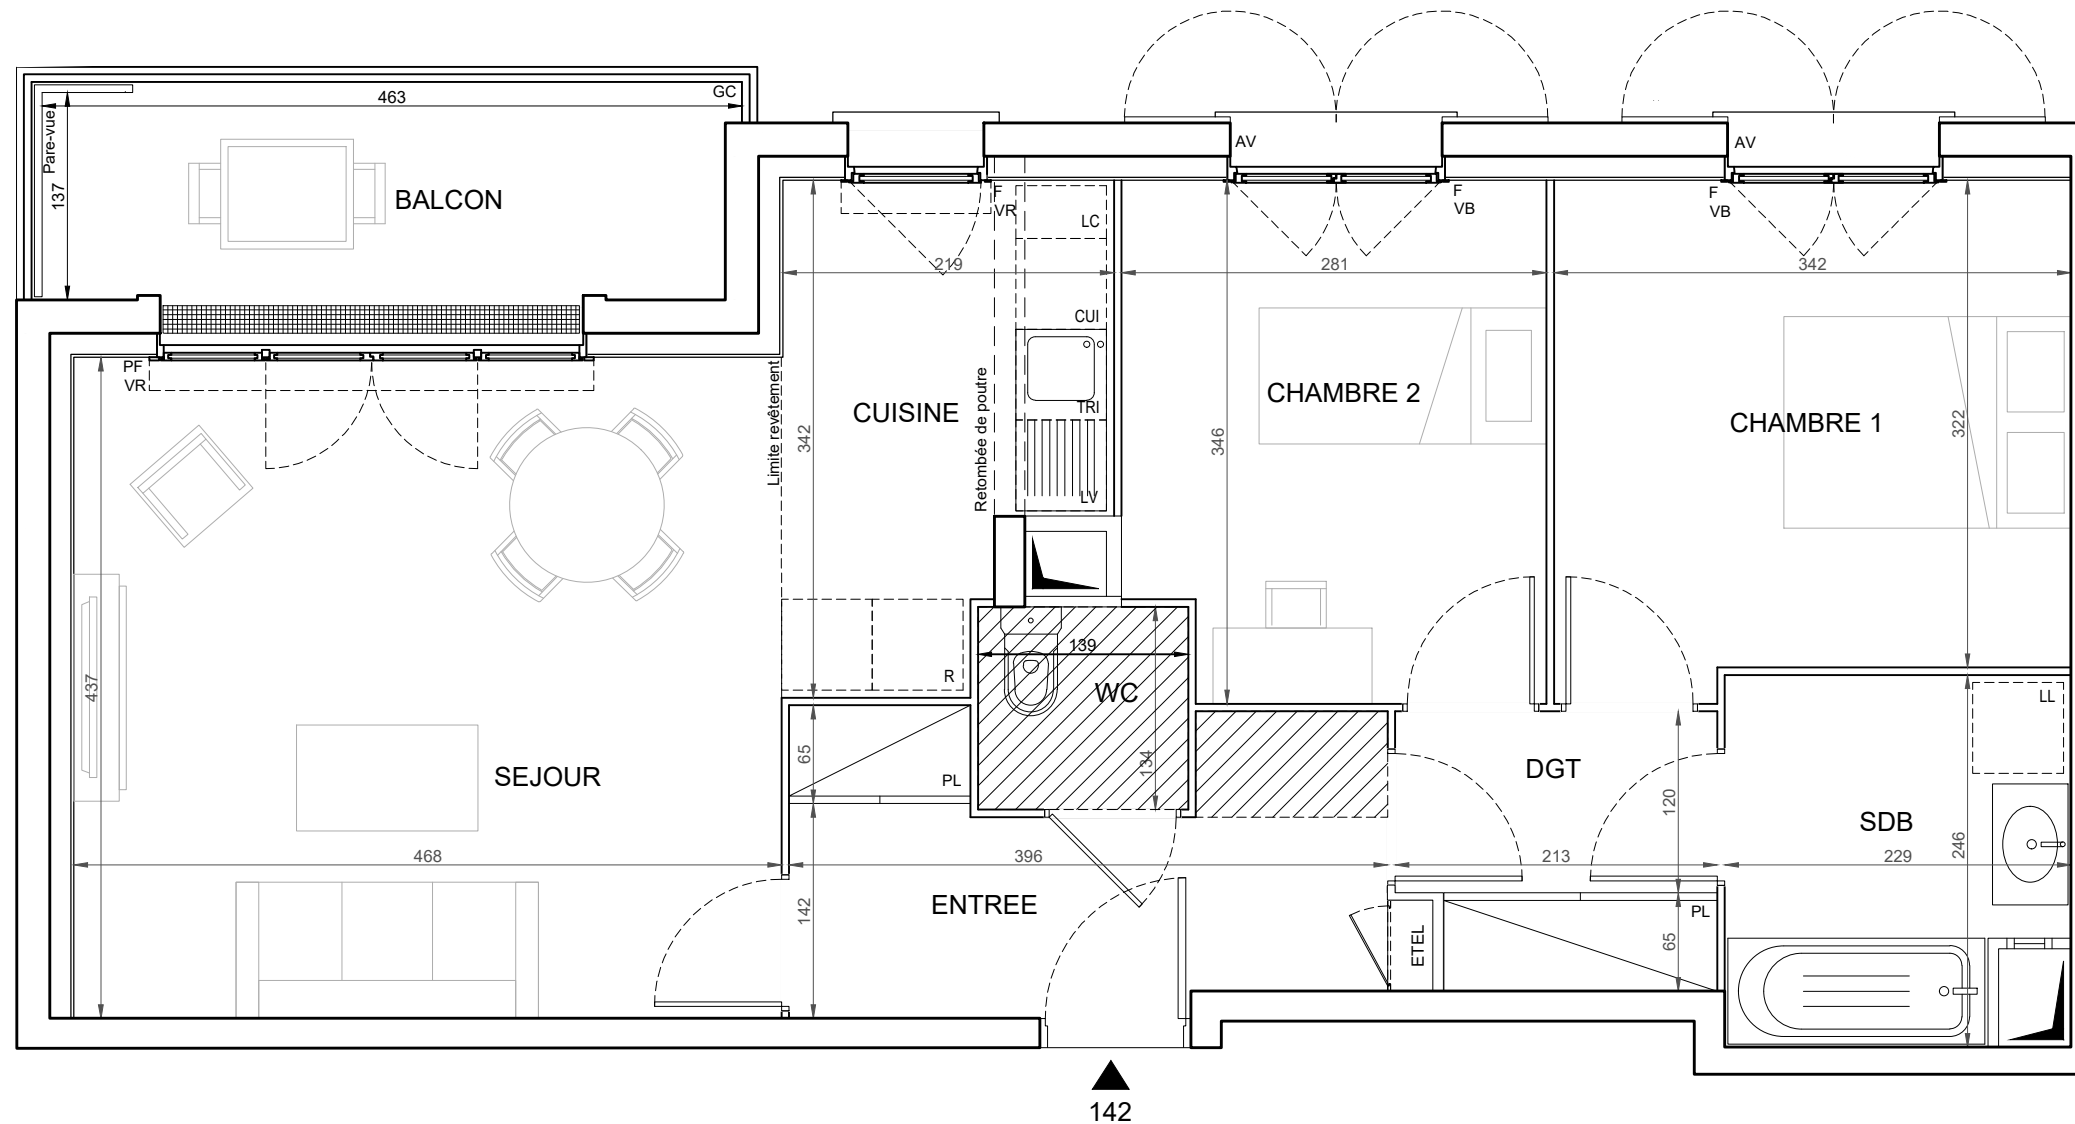 463
GC
Pare-vue
137
BALCON
AV
AV
F
VR
LC
F
VB
F
VB
219
281
342
CUI
PF
VR
Limite revêtement
CUISINE
342
Retombée de poutre
TRI
LV
346
CHAMBRE 2
CHAMBRE 1
322
437
R
139
WC
134
65
PL
SEJOUR
LL
DGT
120
SDB
246
468
396
213
229
142
ENTREE
ETEL
65
PL
142